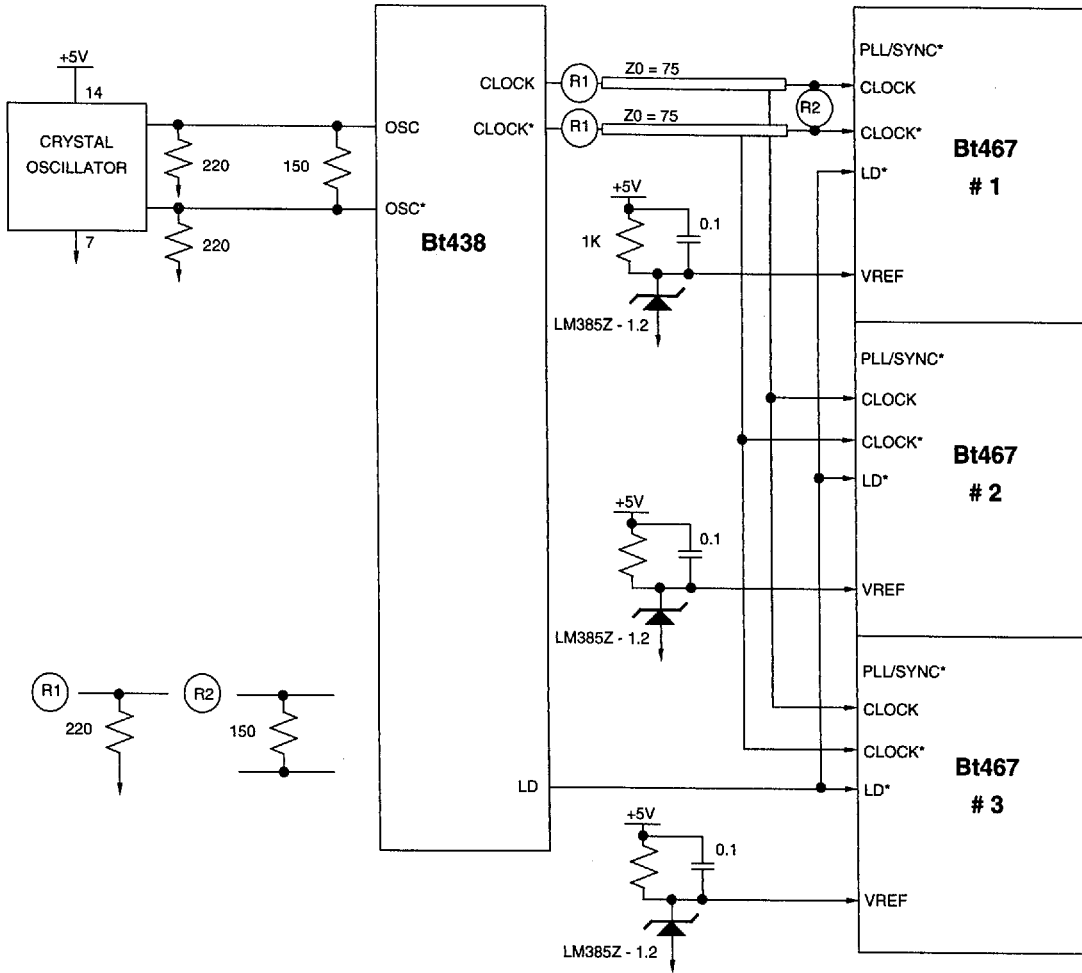 +5V
14
CRYSTAL
OSCILLATOR
7
220
150
220
OSC
OSC*
Bt438
CLOCK
CLOCK*
LD
R1
Z0 = 75
R1
Z0 = 75
R2
PLL/SYNC*
CLOCK
CLOCK*
LD*
VREF
Bt467
# 1
+5V
1K
0.1
LM385Z - 1.2
PLL/SYNC*
CLOCK
CLOCK*
LD*
VREF
Bt467
# 2
+5V
0.1
LM385Z - 1.2
PLL/SYNC*
CLOCK
CLOCK*
LD*
VREF
Bt467
# 3
+5V
0.1
LM385Z - 1.2
R1
220
R2
150